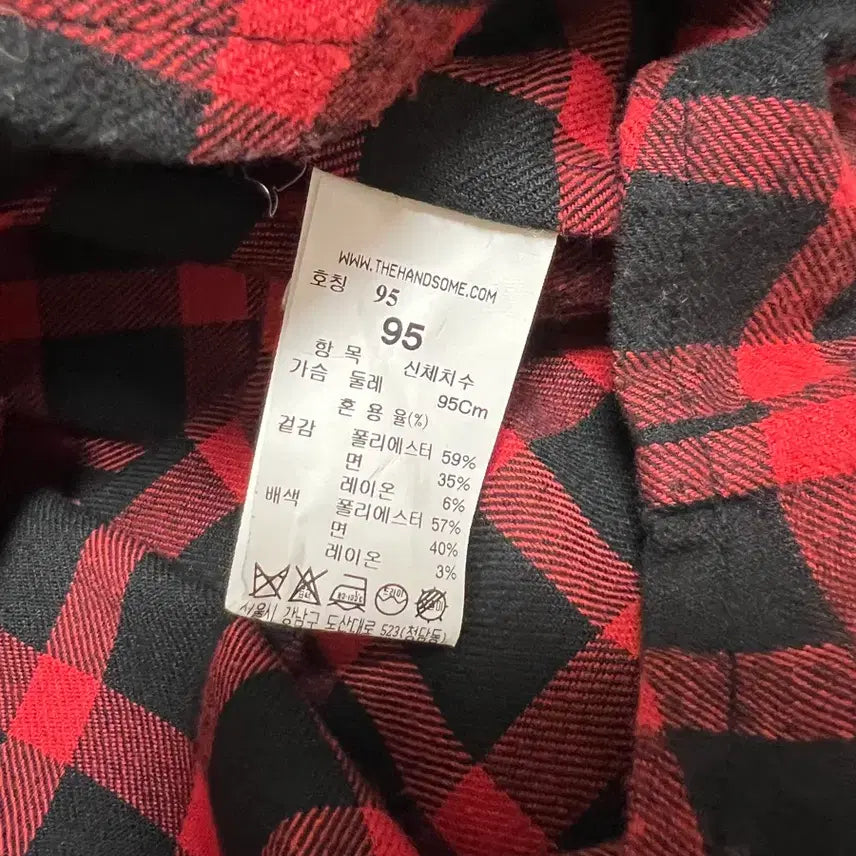 WWW.THEHANDSOME.COM
호칭 95
95
항 목 신체치수
가슴 둘레 95Cm
혼 용 율(%)
겉감 폴리에스터 59%
면 35%
레이온 6%
배색 폴리에스터 57%
면 40%
레이온 3%
드라이
서울시 강남구 도산대로 523(청담동)